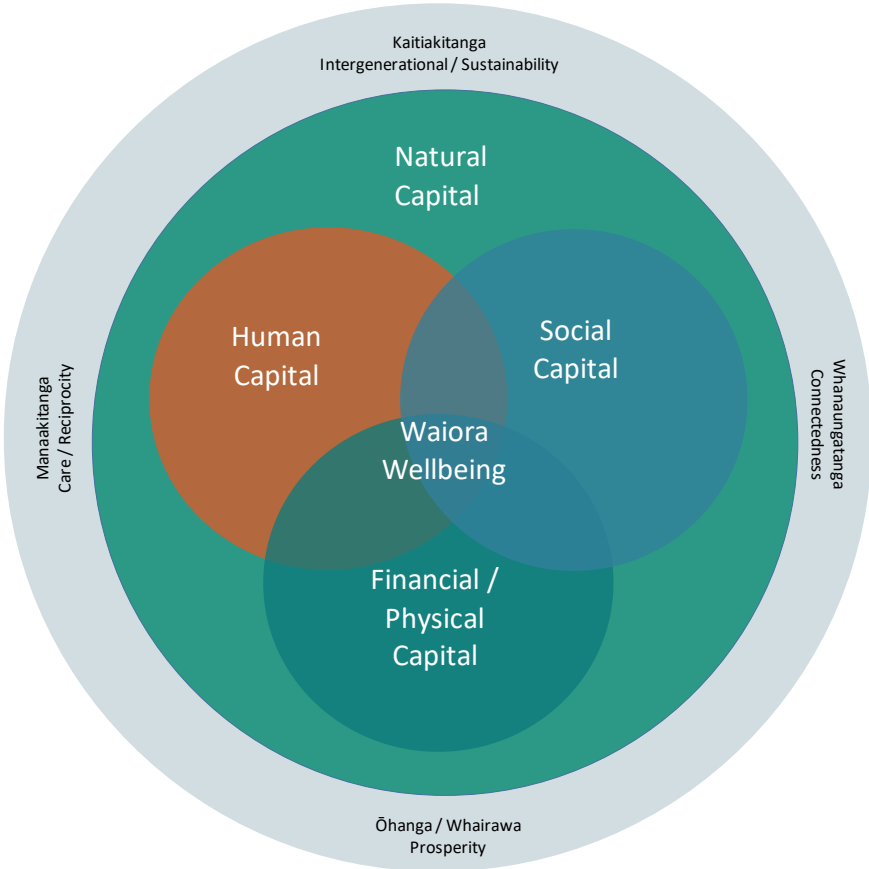 Kaitiakitanga
Intergenerational / Sustainability
Natural
Capital
Human
Capital
Social
Capital
Manaakitanga
Care / Reciprocity
Whanaungatanga
Connectedness
Waiora
Wellbeing
Financial /
Physical
Capital
Ōhanga / Whairawa
Prosperity